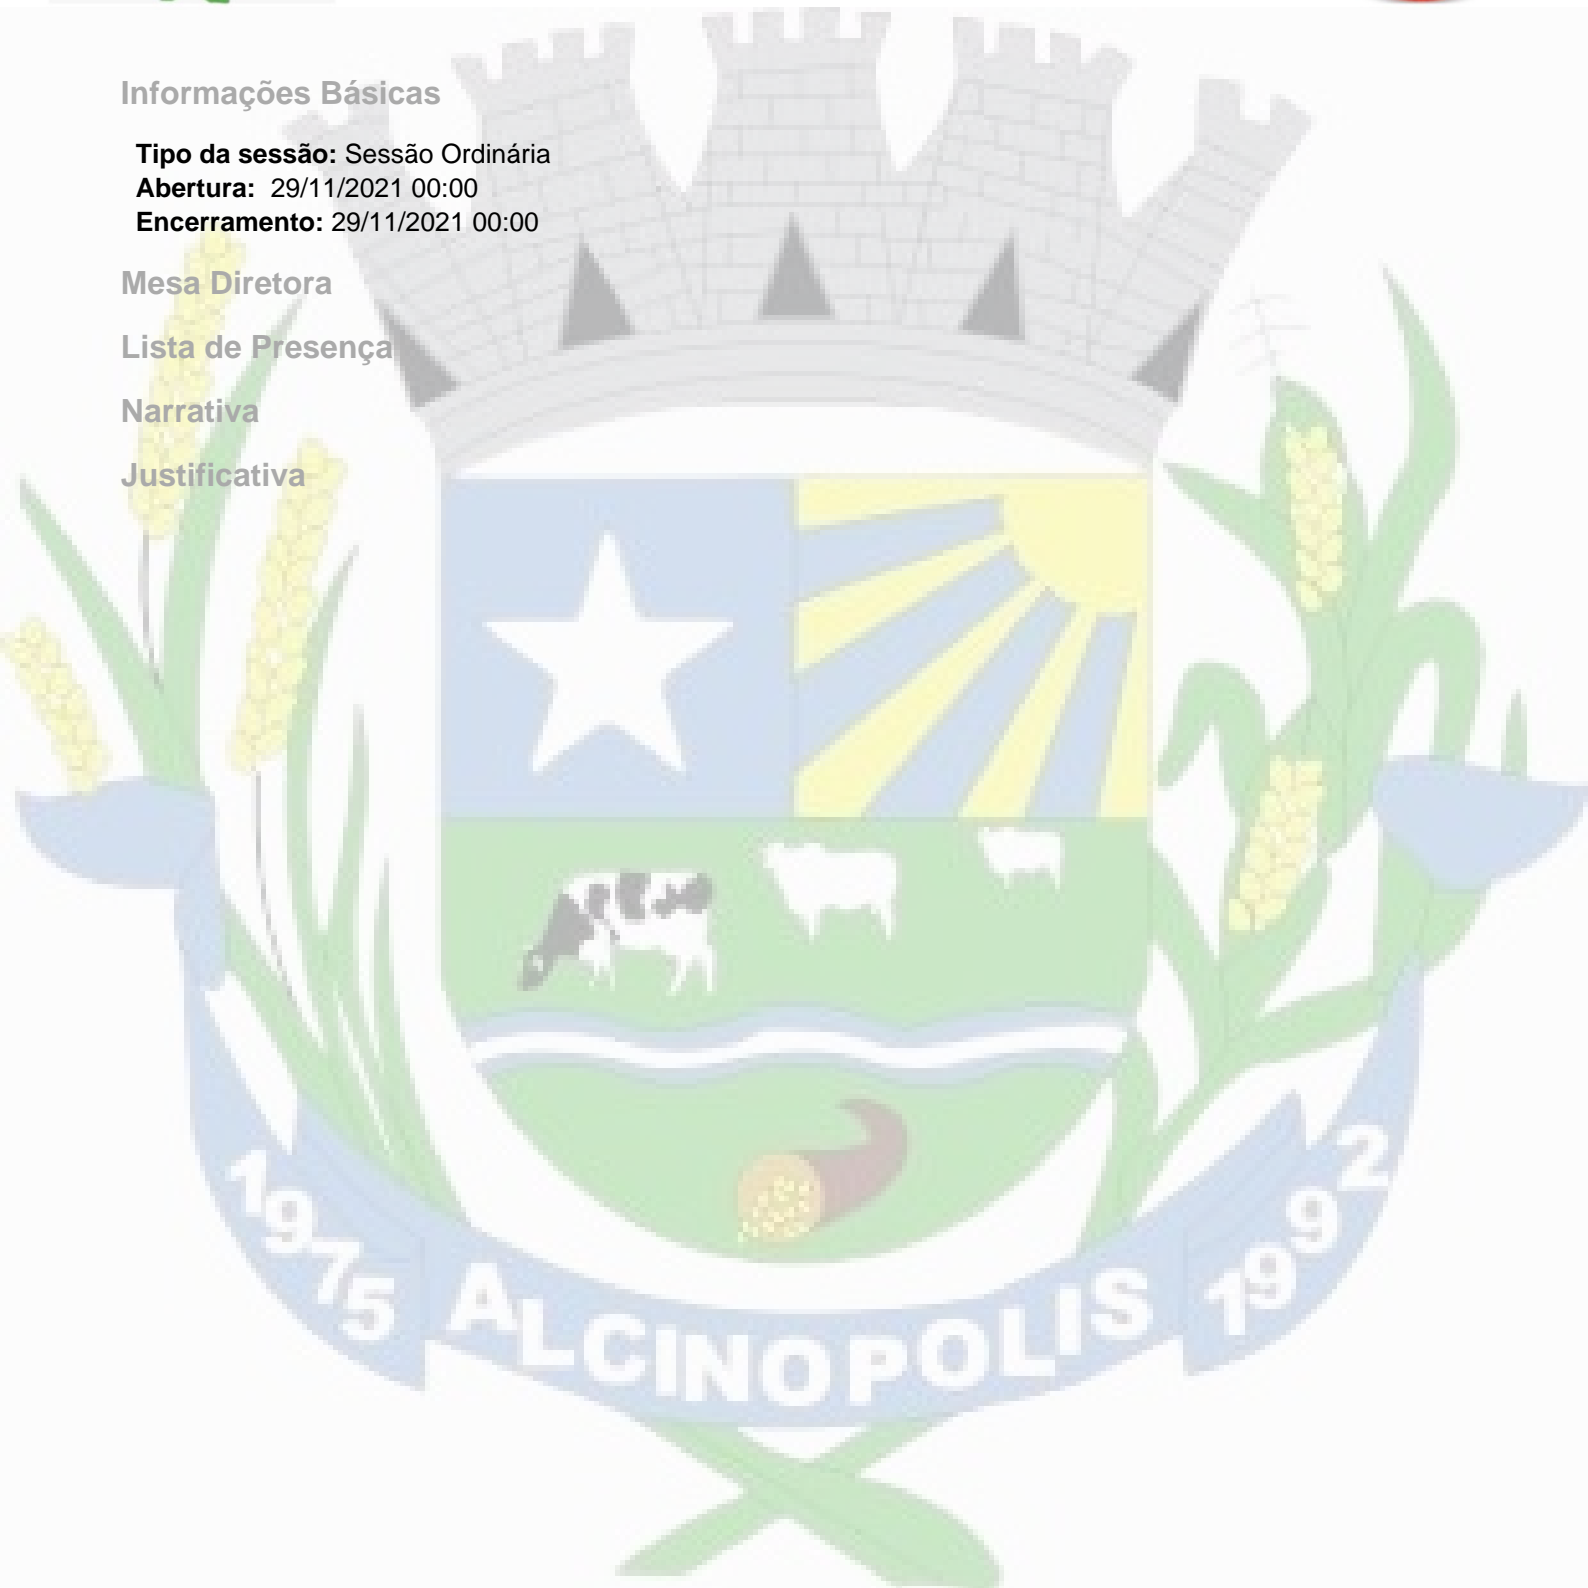 Informações Básicas
Tipo da sessão: Sessão Ordinária
Abertura: 29/11/2021 00:00
Encerramento: 29/11/2021 00:00
Mesa Diretora
Lista de Presença
Narrativa
Justificativa
1975 ALCINOPOLIS 1992